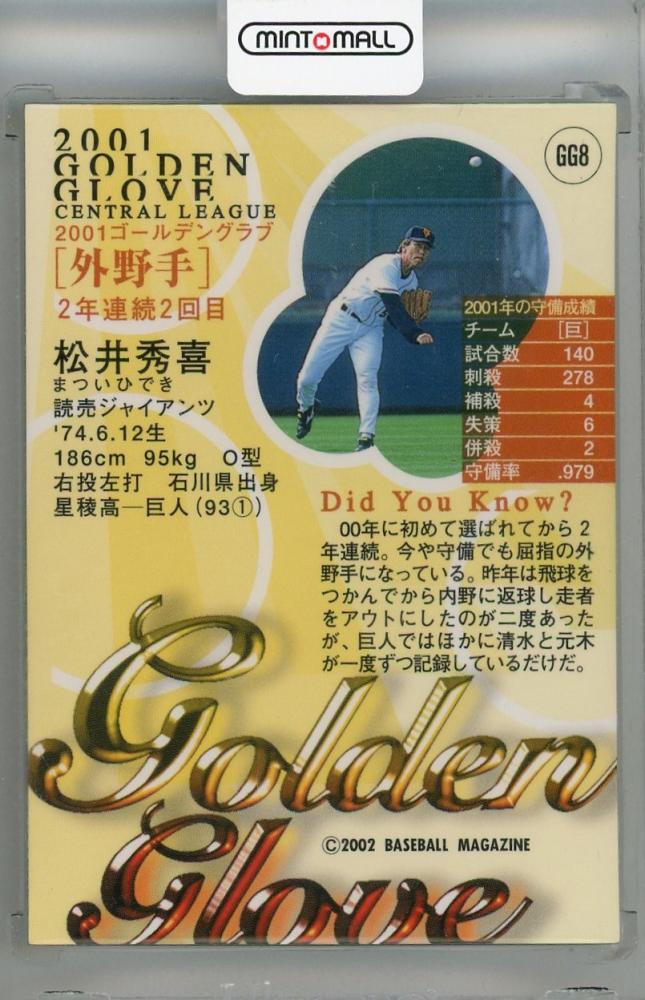 MINT MALL
2001
GOLDEN
GLOVE
CENTRAL LEAGUE
2001ゴールデングラブ
[外野手]
2年連続2回目
GG8
松井秀喜
まついひでき
読売ジャイアンツ
'74.6.12生
186cm 95kg O型
右投左打 石川県出身
星稜高―巨人(93①)
2001年の守備成績
チーム [巨]
試合数 140
刺殺 278
補殺 4
失策 6
併殺 2
守備率 .979
Did You Know?
00年に初めて選ばれてから2
年連続。今や守備でも屈指の外
野手になっている。昨年は飛球を
つかんでから内野に返球し走者
をアウトにしたのが二度あった
が、巨人ではほかに清水と元木
が一度ずつ記録しているだけだ。
Golden
Glove
©2002 BASEBALL MAGAZINE